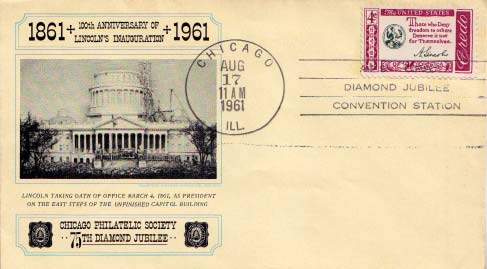 1861 + 100th ANNIVERSARY OF LINCOLN'S INAUGURATION + 1961
LINCOLN TAKING OATH OF OFFICE MARCH 4, 1861, AS PRESIDENT
ON THE EAST STEPS OF THE UNFINISHED CAPITOL BUILDING
CHICAGO PHILATELIC SOCIETY
75TH DIAMOND JUBILEE
CHICAGO
AUG
17
11 AM
1961
ILL.
4¢
The UNITED STATES
Those who Deny
freedom to others
Deserve it not
for Themselves.
A. Lincoln
Credo
DIAMOND JUBILEE
CONVENTION STATION